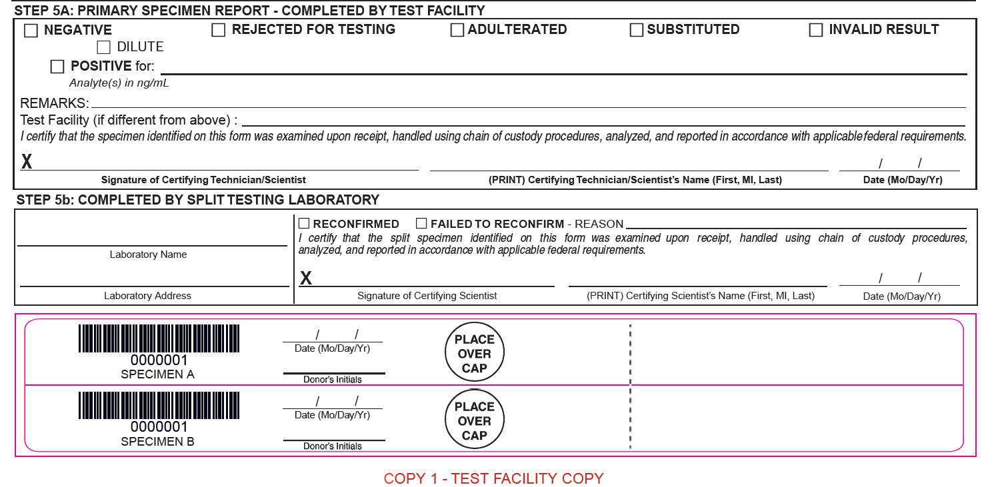 STEP 5A: PRIMARY SPECIMEN REPORT - COMPLETED BY TEST FACILITY
NEGATIVE REJECTED FOR TESTING ADULTERATED SUBSTITUTED INVALID RESULT
DILUTE
POSITIVE for:
Analyte(s) in ng/mL
REMARKS:
Test Facility (if different from above) :
I certify that the specimen identified on this form was examined upon receipt, handled using chain of custody procedures, analyzed, and reported in accordance with applicable federal requirements.
X / /
Signature of Certifying Technician/Scientist (PRINT) Certifying Technician/Scientist's Name (First, MI, Last) Date (Mo/Day/Yr)
STEP 5b: COMPLETED BY SPLIT TESTING LABORATORY
Laboratory Name
Laboratory Address
RECONFIRMED FAILED TO RECONFIRM - REASON
I certify that the split specimen identified on this form was examined upon receipt, handled using chain of custody procedures,
analyzed, and reported in accordance with applicable federal requirements.
X / /
Signature of Certifying Scientist (PRINT) Certifying Scientist's Name (First, MI, Last) Date (Mo/Day/Yr)
0000001
SPECIMEN A
/ /
Date (Mo/Day/Yr)
Donor's Initials
PLACE
OVER
CAP
0000001
SPECIMEN B
/ /
Date (Mo/Day/Yr)
Donor's Initials
PLACE
OVER
CAP
COPY 1 - TEST FACILITY COPY